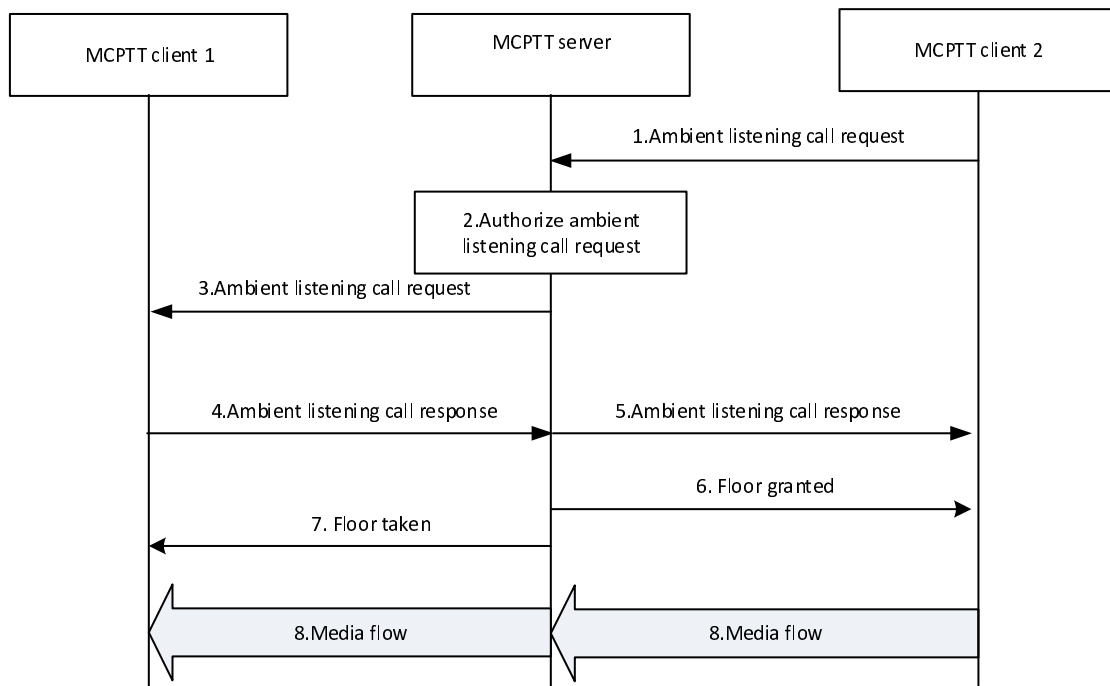 MCPTT client 1
MCPTT server
MCPTT client 2
1.Ambient listening call request
2.Authorize ambient
listening call request
3.Ambient listening call request
4.Ambient listening call response
5.Ambient listening call response
6. Floor granted
7. Floor taken
8.Media flow
8.Media flow